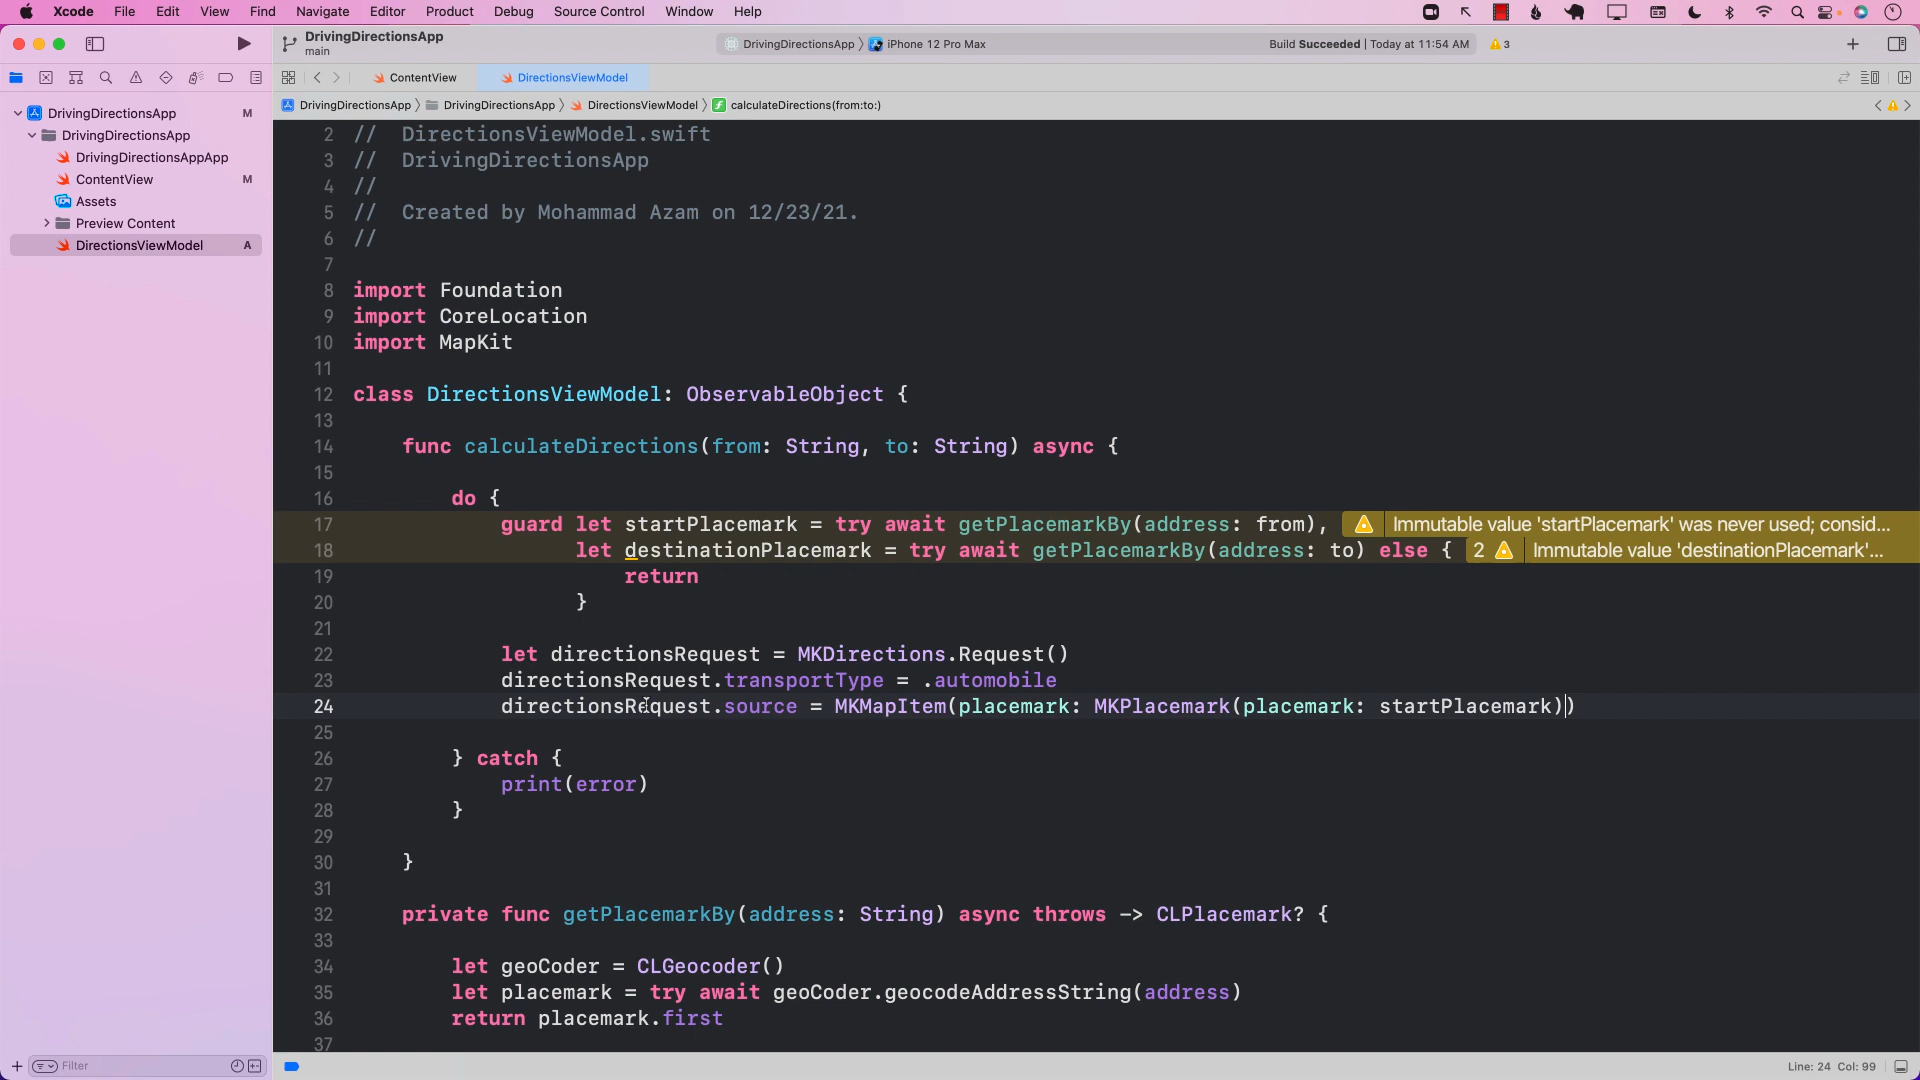 Xcode File Edit View Find Navigate Editor Product Debug Source Control Window Help
DrivingDirectionsApp
main
DrivingDirectionsApp iPhone 12 Pro Max
Build Succeeded | Today at 11:54 AM 3
ContentView DirectionsViewModel
DrivingDirectionsApp DrivingDirectionsApp DirectionsViewModel calculateDirections(from:to:)
DrivingDirectionsApp M
DrivingDirectionsApp
DrivingDirectionsAppApp
ContentView M
Assets
Preview Content
DirectionsViewModel A
Filter
2 // DirectionsViewModel.swift
3 // DrivingDirectionsApp
4 //
5 // Created by Mohammad Azam on 12/23/21.
6 //
7
8 import Foundation
9 import CoreLocation
10 import MapKit
11
12 class DirectionsViewModel: ObservableObject {
13
14 func calculateDirections(from: String, to: String) async {
15
16 do {
17 guard let startPlacemark = try await getPlacemarkBy(address: from), Immutable value 'startPlacemark' was never used; consid...
18 let destinationPlacemark = try await getPlacemarkBy(address: to) else { 2 Immutable value 'destinationPlacemark'...
19 return
20 }
21
22 let directionsRequest = MKDirections.Request()
23 directionsRequest.transportType = .automobile
24 directionsRequest.source = MKMapItem(placemark: MKPlacemark(placemark: startPlacemark))
25
26 } catch {
27 print(error)
28 }
29
30 }
31
32 private func getPlacemarkBy(address: String) async throws -> CLPlacemark? {
33
34 let geoCoder = CLGeocoder()
35 let placemark = try await geoCoder.geocodeAddressString(address)
36 return placemark.first
37
Line: 24 Col: 99